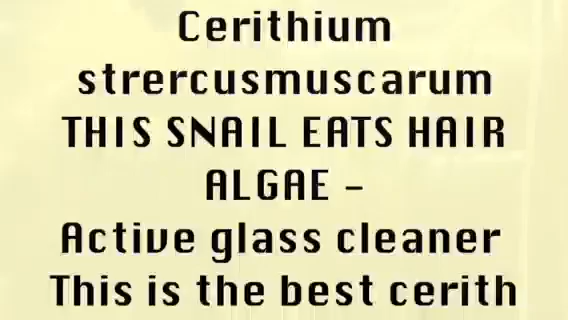 Cerithium
strercusmuscarum
THIS SNAIL EATS HAIR
ALGAE -
Active glass cleaner
This is the best cerith